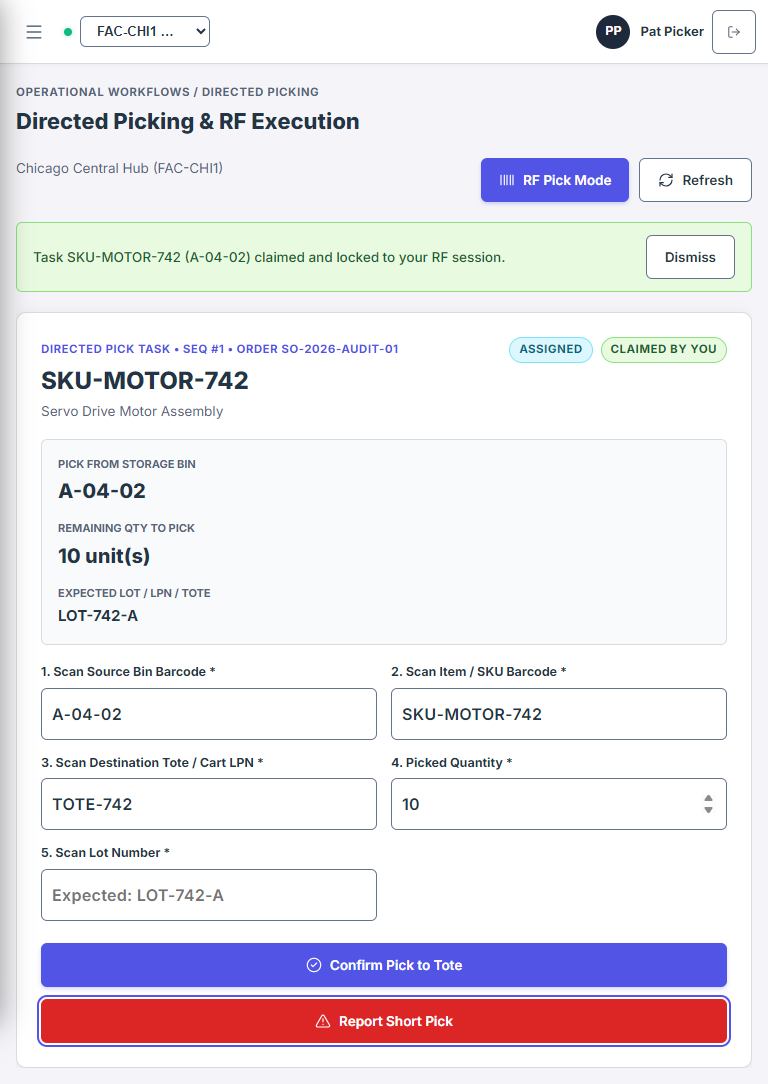 FAC-CHI1 ...
PP
Pat Picker
OPERATIONAL WORKFLOWS / DIRECTED PICKING
Directed Picking & RF Execution
Chicago Central Hub (FAC-CHI1)
RF Pick Mode
Refresh
Task SKU-MOTOR-742 (A-04-02) claimed and locked to your RF session.
Dismiss
DIRECTED PICK TASK • SEQ #1 • ORDER SO-2026-AUDIT-01
ASSIGNED
CLAIMED BY YOU
SKU-MOTOR-742
Servo Drive Motor Assembly
PICK FROM STORAGE BIN
A-04-02
REMAINING QTY TO PICK
10 unit(s)
EXPECTED LOT / LPN / TOTE
LOT-742-A
1. Scan Source Bin Barcode *
2. Scan Item / SKU Barcode *
A-04-02
SKU-MOTOR-742
3. Scan Destination Tote / Cart LPN *
4. Picked Quantity *
TOTE-742
10
5. Scan Lot Number *
Expected: LOT-742-A
Confirm Pick to Tote
Report Short Pick